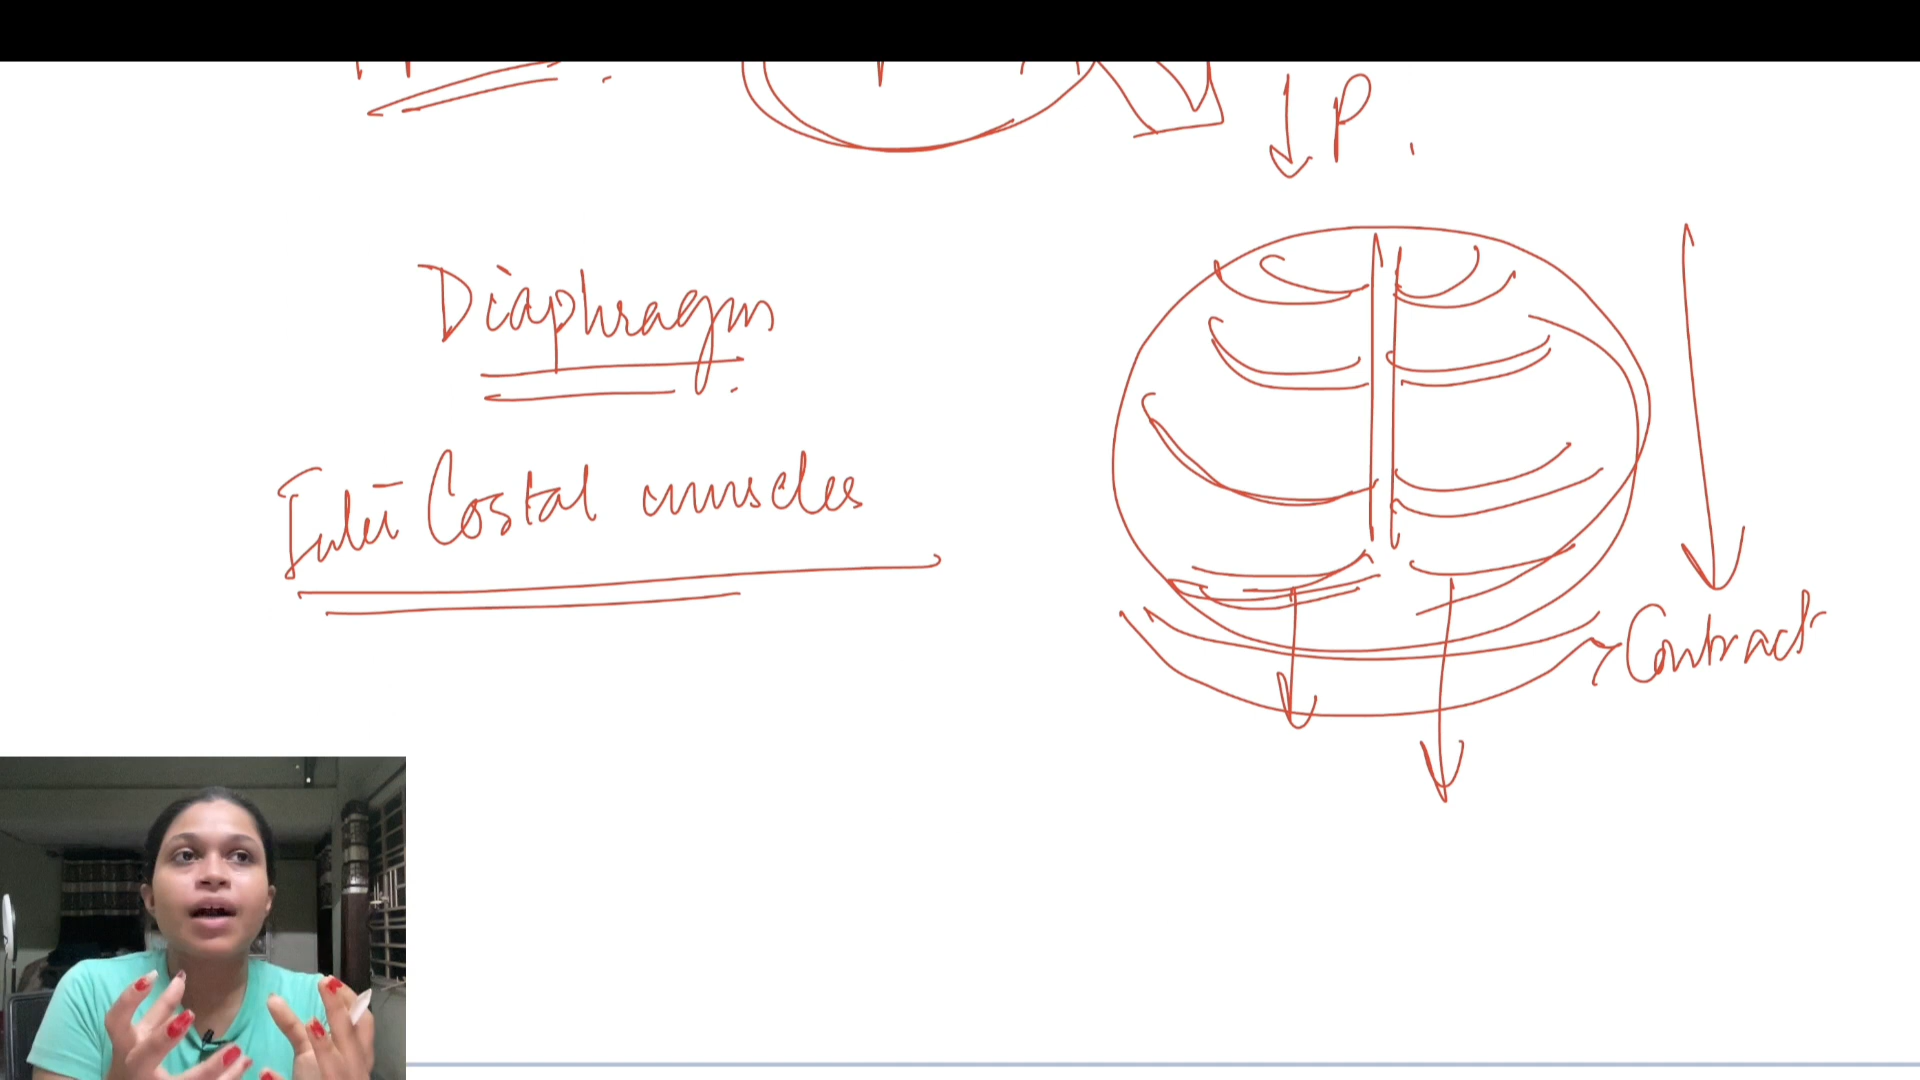 ↓ P.
Diaphragm
Inter Costal muscles
Contract